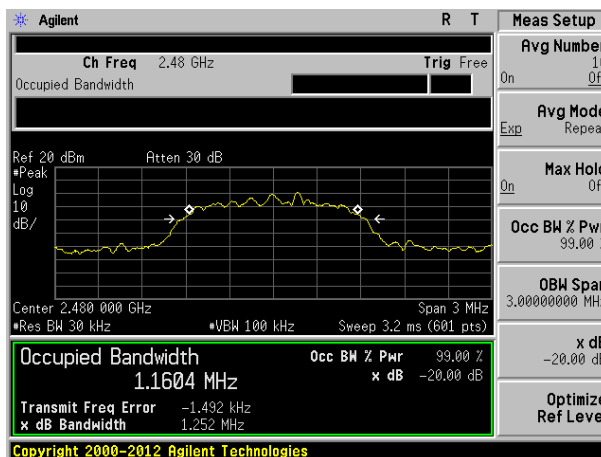 Agilent R T
Ch Freq 2.48 GHz Trig Free
Occupied Bandwidth
Ref 20 dBm Atten 30 dB
#Peak
Log
10
dB/
Center 2.480 000 GHz Span 3 MHz
#Res BW 30 kHz #VBW 100 kHz Sweep 3.2 ms (601 pts)
Occupied Bandwidth Occ BW % Pwr 99.00 %
1.1604 MHz x dB -20.00 dB
Transmit Freq Error -1.492 kHz
x dB Bandwidth 1.252 MHz
Copyright 2000-2012 Agilent Technologies
Meas Setup
Avg Number
On
Avg Mode
Exp Repea
Max Hold
On Of
Occ BW % Pwr
99.00
OBW Span
3.00000000 MH
x dB
-20.00 dB
Optimize
Ref Level